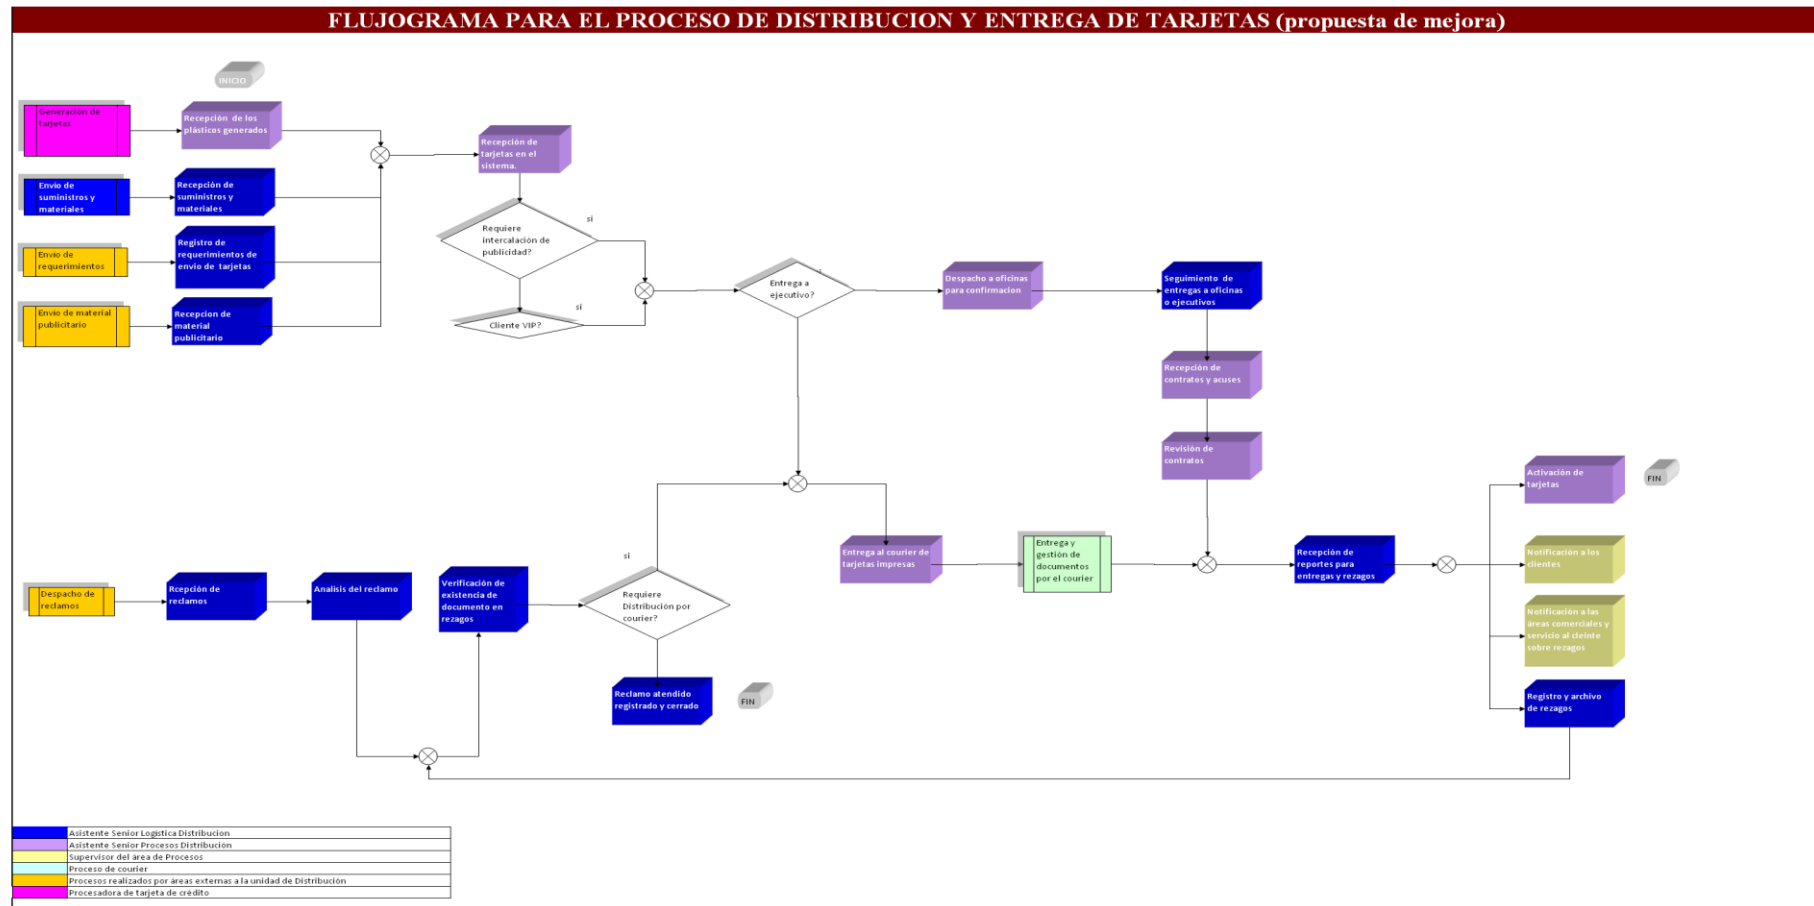 FLUJOGRAMA PARA EL PROCESO DE DISTRIBUCION Y ENTREGA DE TARJETAS (propuesta de mejora)
INICIO
Generación de
tarjetas
Recepción de los
plásticos generados
Recepción de
tarjetas en el
sistema.
Envío de
suministros y
materiales
Recepción de
suministros y
materiales
Requiere
intercalación de
publicidad?
si
Envío de
requerimientos
Registro de
requerimientos de
envio de tarjetas
Envio de material
publicitario
Recepcion de
material
publicitario
Cliente VIP?
si
Entrega a
ejecutivo?
Despacho a oficinas
para confirmacion
Seguimiento de
entregas a oficinas
o ejecutivos
Recepción de
contratos y acuses
Revisión de
contratos
Activación de
tarjetas
FIN
Despacho de
reclamos
Rcepción de
reclamos
Analisis del reclamo
Verificación de
existencia de
documento en
rezagos
si
Requiere
Distribución por
courier?
Entrega al courier de
tarjetas impresas
Entrega y
gestión de
documentos
por el courier
Recepción de
reportes para
entregas y rezagos
Notificación a los
clientes
Notificación a las
áreas comerciales y
servicio al cleinte
sobre rezagos
Reclamo atendido
registrado y cerrado
FIN
Registro y archivo
de rezagos
Asistente Senior Logística Distribucion
Asistente Senior Procesos Distribución
Supervisor del área de Procesos
Proceso de courier
Procesos realizados por áreas externas a la unidad de Distribución
Procesadora de tarjeta de crédito